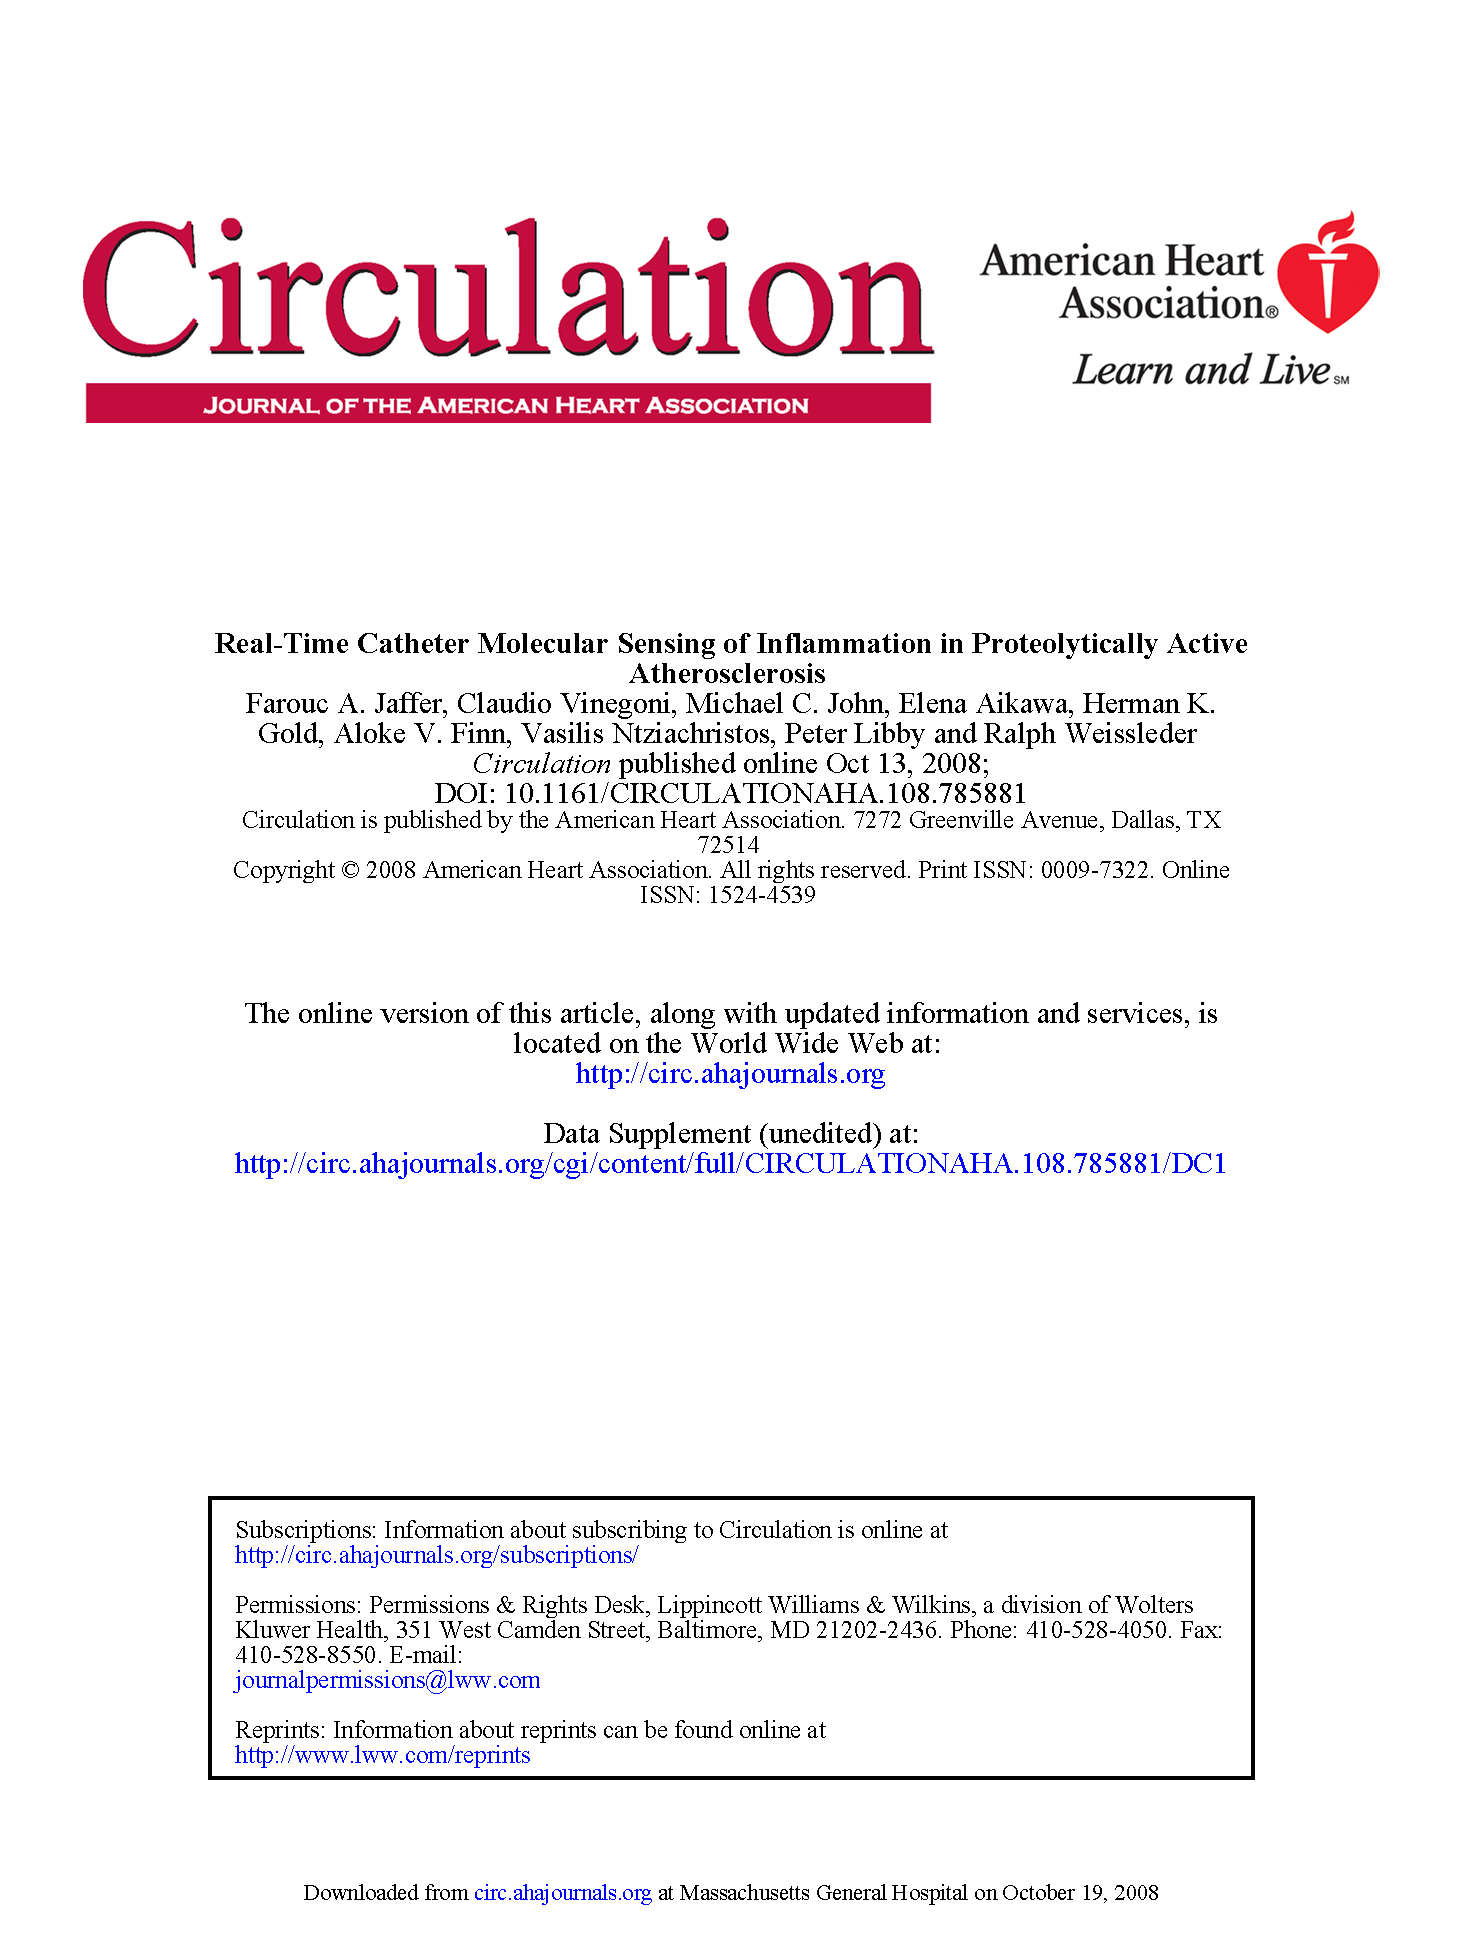 Circulation
JOURNAL OF THE AMERICAN HEART ASSOCIATION
American Heart
Association®
Learn and Live SM
Real-Time Catheter Molecular Sensing of Inflammation in Proteolytically Active
Atherosclerosis
Farouc A. Jaffer, Claudio Vinegoni, Michael C. John, Elena Aikawa, Herman K.
Gold, Aloke V. Finn, Vasilis Ntziachristos, Peter Libby and Ralph Weissleder
Circulation published online Oct 13, 2008;
DOI: 10.1161/CIRCULATIONAHA.108.785881
Circulation is published by the American Heart Association. 7272 Greenville Avenue, Dallas, TX
72514
Copyright © 2008 American Heart Association. All rights reserved. Print ISSN: 0009-7322. Online
ISSN: 1524-4539
The online version of this article, along with updated information and services, is
located on the World Wide Web at:
http://circ.ahajournals.org
Data Supplement (unedited) at:
http://circ.ahajournals.org/cgi/content/full/CIRCULATIONAHA.108.785881/DC1
Subscriptions: Information about subscribing to Circulation is online at
http://circ.ahajournals.org/subscriptions/
Permissions: Permissions & Rights Desk, Lippincott Williams & Wilkins, a division of Wolters
Kluwer Health, 351 West Camden Street, Baltimore, MD 21202-2436. Phone: 410-528-4050. Fax:
410-528-8550. E-mail:
journalpermissions@lww.com
Reprints: Information about reprints can be found online at
http://www.lww.com/reprints
Downloaded from circ.ahajournals.org at Massachusetts General Hospital on October 19, 2008